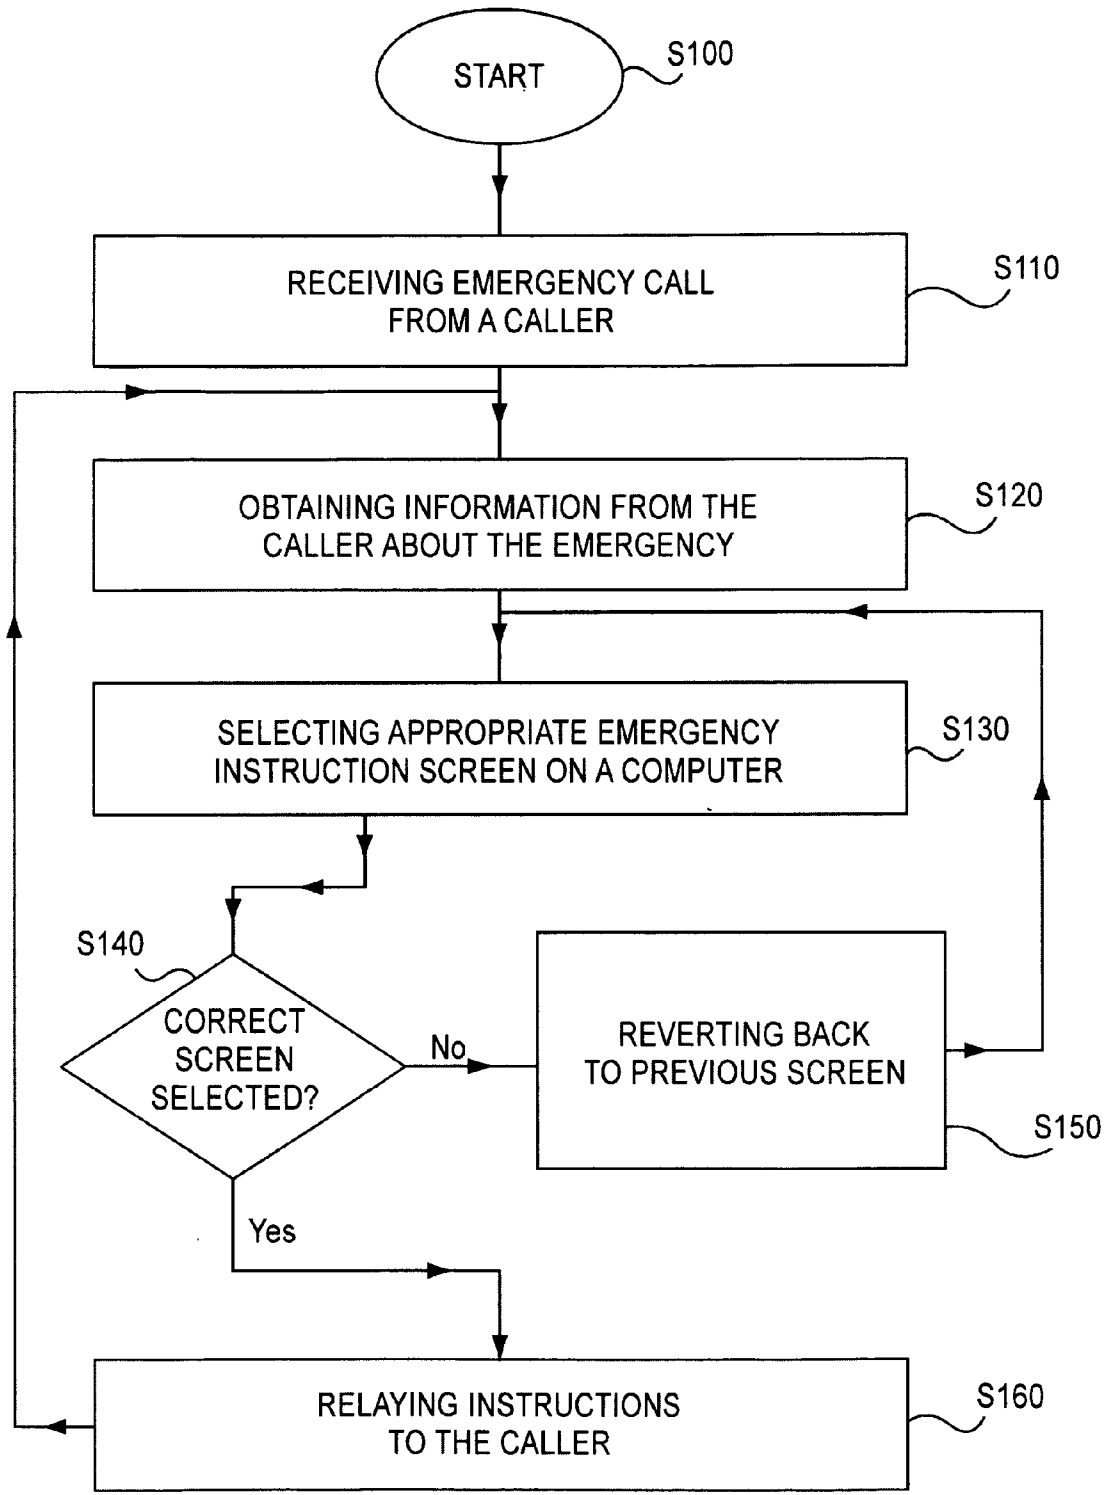 START
S100
RECEIVING EMERGENCY CALL
FROM A CALLER
S110
OBTAINING INFORMATION FROM THE
CALLER ABOUT THE EMERGENCY
S120
SELECTING APPROPRIATE EMERGENCY
INSTRUCTION SCREEN ON A COMPUTER
S130
S140
CORRECT
SCREEN
SELECTED?
No
REVERTING BACK
TO PREVIOUS SCREEN
S150
Yes
RELAYING INSTRUCTIONS
TO THE CALLER
S160